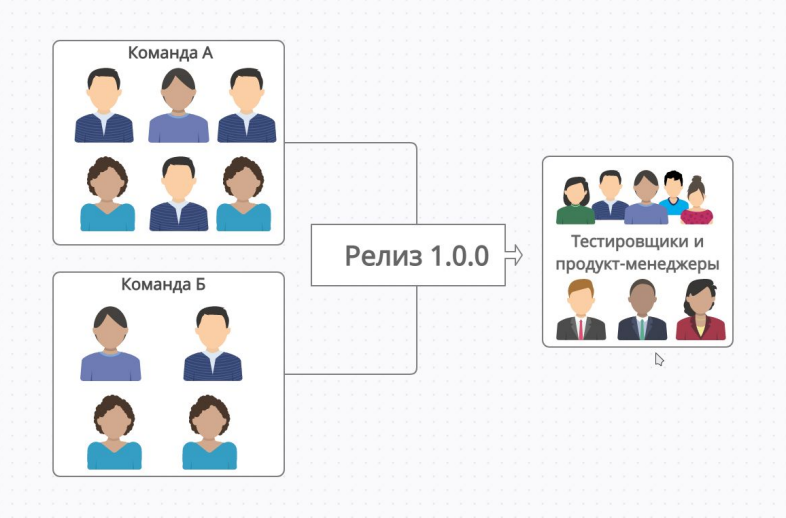 Команда А
Команда Б
Релиз 1.0.0
Тестировщики и
продукт-менеджеры